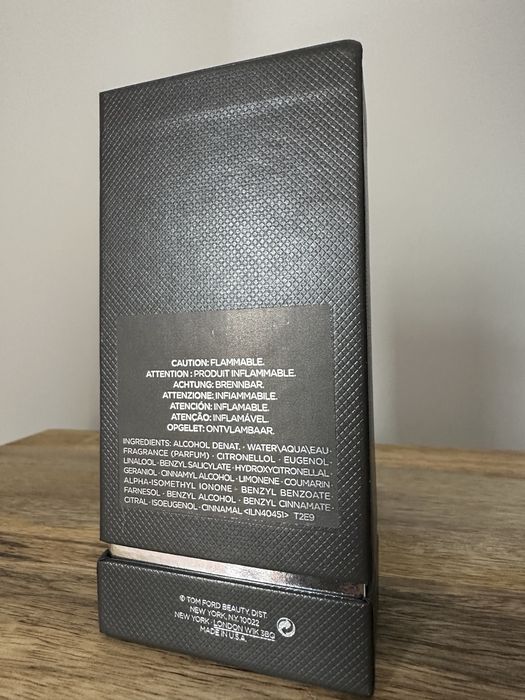 CAUTION: FLAMMABLE.
ATTENTION : PRODUIT INFLAMMABLE.
ACHTUNG: BRENNBAR.
ATTENZIONE: INFIAMMABILE.
ATENCIÓN: INFLAMABLE.
ATENÇÃO: INFLAMÁVEL.
OPGELET: ONTVLAMBAAR.
INGREDIENTS: ALCOHOL DENAT. · WATER\AQUA\EAU ·
FRAGRANCE (PARFUM) · CITRONELLOL · EUGENOL ·
LINALOOL · BENZYL SALICYLATE · HYDROXYCITRONELLAL ·
GERANIOL · CINNAMYL ALCOHOL · LIMONENE · COUMARIN ·
ALPHA-ISOMETHYL IONONE · BENZYL BENZOATE ·
FARNESOL · BENZYL ALCOHOL · BENZYL CINNAMATE ·
CITRAL · ISOEUGENOL · CINNAMAL <ILN40451> T2E9
© TOM FORD BEAUTY, DIST.
NEW YORK, N.Y. 10022
NEW YORK · LONDON W1K 3BQ
MADE IN U.S.A.